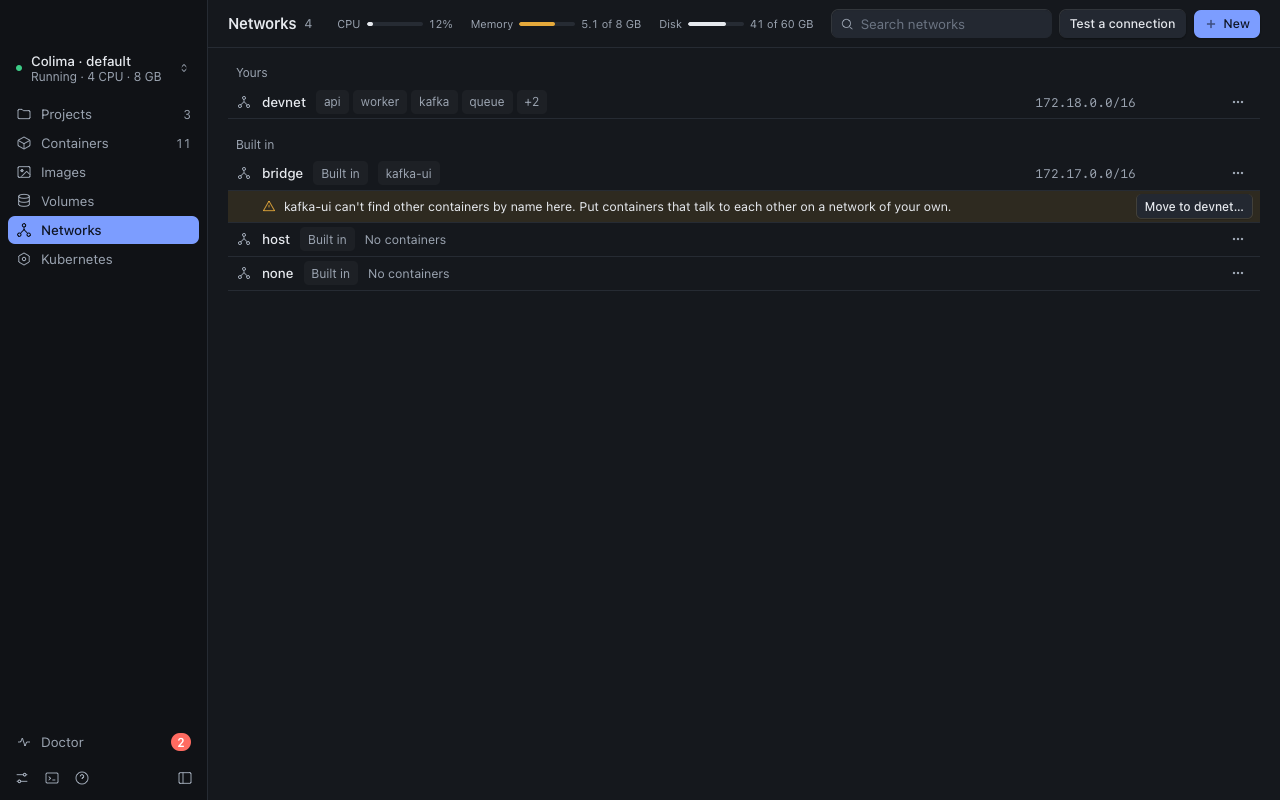 Colima · default
Running · 4 CPU · 8 GB
Projects 3
Containers 11
Images
Volumes
Networks
Kubernetes
Doctor 2
Networks 4 CPU 12% Memory 5.1 of 8 GB Disk 41 of 60 GB Search networks Test a connection + New
Yours
devnet api worker kafka queue +2 172.18.0.0/16 ···
Built in
bridge Built in kafka-ui 172.17.0.0/16 ···
kafka-ui can't find other containers by name here. Put containers that talk to each other on a network of your own. Move to devnet...
host Built in No containers ···
none Built in No containers ···